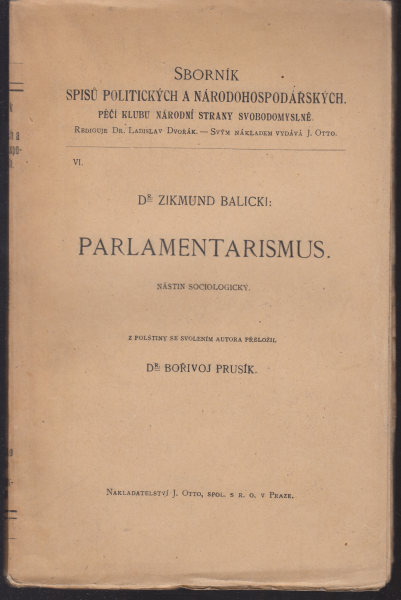 Sborník
SPISŮ POLITICKÝCH A NÁRODOHOSPODÁŘSKÝCH.
PÉČÍ KLUBU NÁRODNÍ STRANY SVOBODOMYSLNÉ.
Rediguje Dr. Ladislav Dvořák. — Svým nákladem vydává J. Otto.
VI.
DR. ZIKMUND BALICKI:
PARLAMENTARISMUS.
NÁSTIN SOCIOLOGICKÝ.
Z POLŠTINY SE SVOLENÍM AUTORA PŘELOŽIL
DR. BOŘIVOJ PRUSÍK.
Nakladatelství J. Otto, spol. s r. o. v Praze.